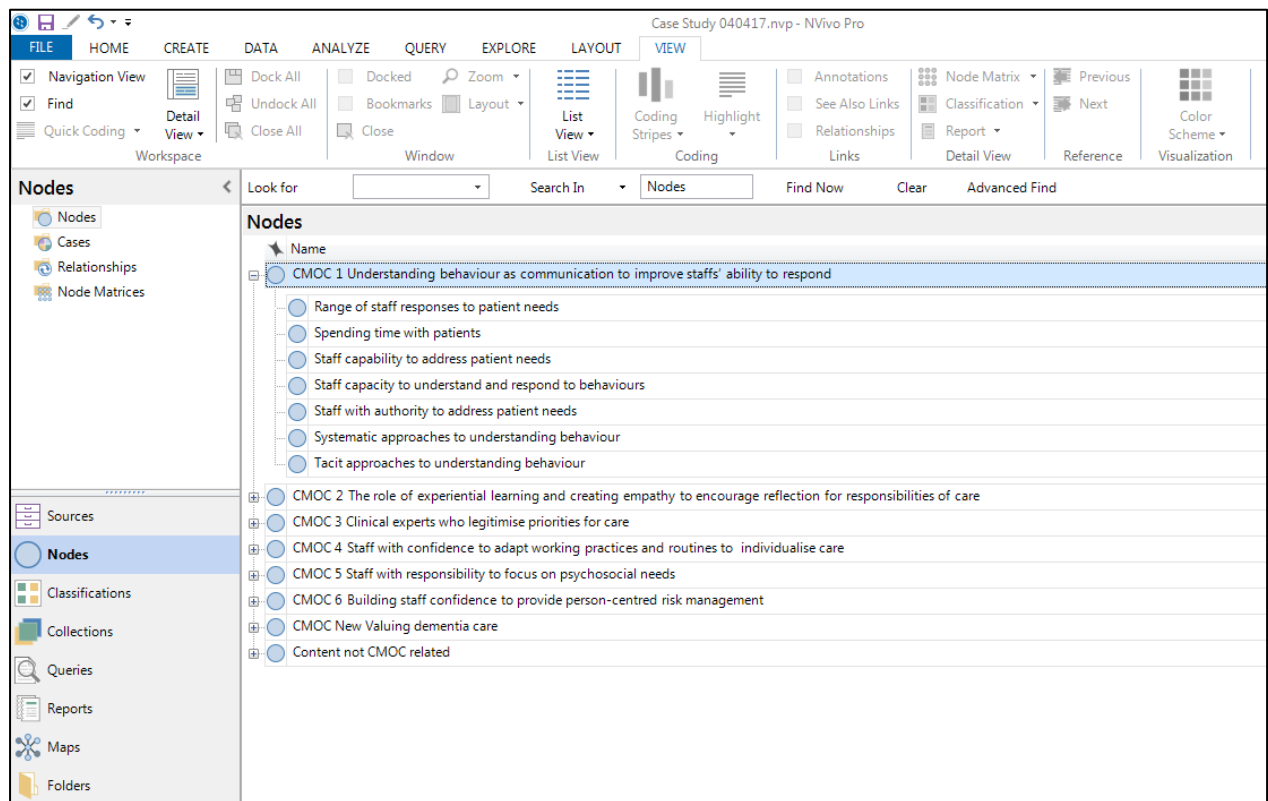 Case Study 040417.nvp - NVivo Pro
FILE HOME CREATE DATA ANALYZE QUERY EXPLORE LAYOUT VIEW
Navigation View Dock All Docked Zoom Annotations Node Matrix Previous
Find Undock All Bookmarks Layout See Also Links Classification Next
Quick Coding Detail View Close All Close List View Coding Stripes Highlight Relationships Report Color Scheme
Workspace Window List View Coding Links Detail View Reference Visualization
Nodes
Nodes
Cases
Relationships
Node Matrices
Sources
Nodes
Classifications
Collections
Queries
Reports
Maps
Folders
Look for Search In Nodes Find Now Clear Advanced Find
Nodes
Name
CMOC 1 Understanding behaviour as communication to improve staffs' ability to respond
Range of staff responses to patient needs
Spending time with patients
Staff capability to address patient needs
Staff capacity to understand and respond to behaviours
Staff with authority to address patient needs
Systematic approaches to understanding behaviour
Tacit approaches to understanding behaviour
CMOC 2 The role of experiential learning and creating empathy to encourage reflection for responsibilities of care
CMOC 3 Clinical experts who legitimise priorities for care
CMOC 4 Staff with confidence to adapt working practices and routines to individualise care
CMOC 5 Staff with responsibility to focus on psychosocial needs
CMOC 6 Building staff confidence to provide person-centred risk management
CMOC New Valuing dementia care
Content not CMOC related